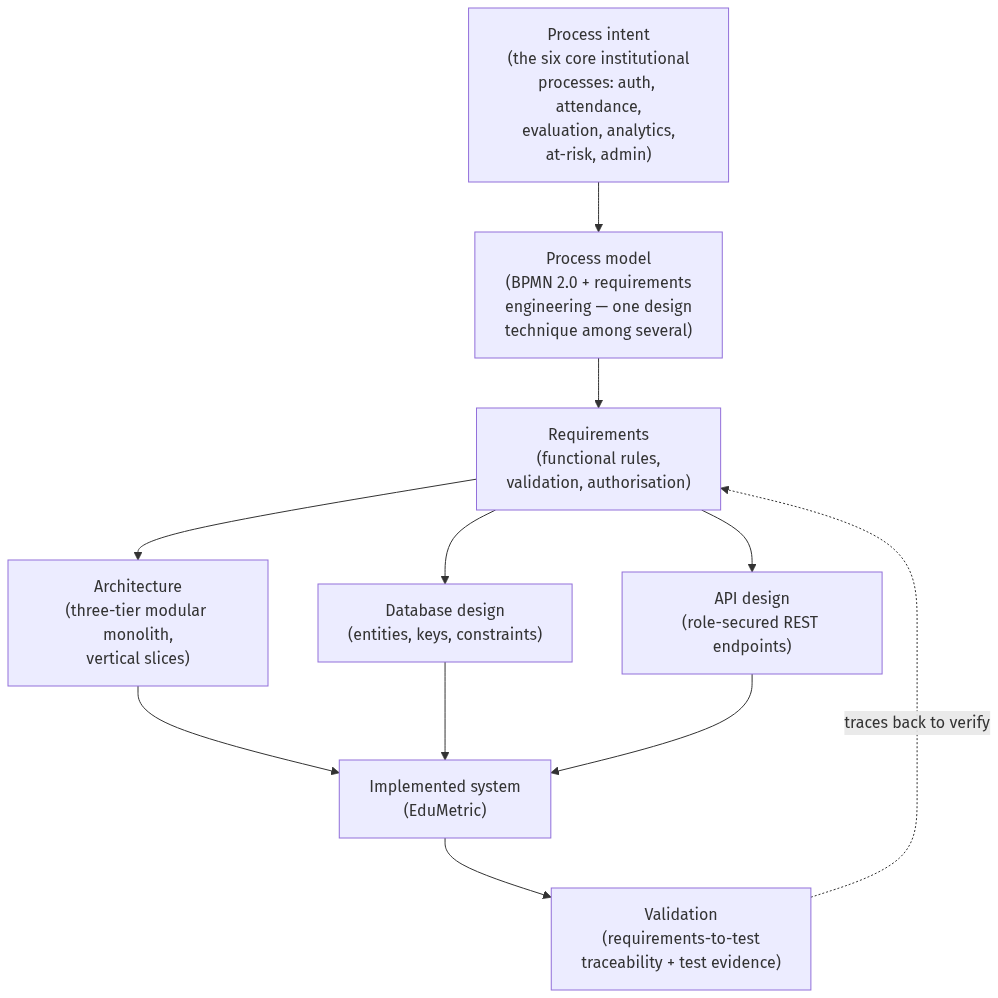 Process intent
(the six core institutional
processes: auth,
attendance,
evaluation, analytics,
at-risk, admin)
Process model
(BPMN 2.0 + requirements
engineering — one design
technique among several)
Requirements
(functional rules,
validation, authorisation)
Architecture
(three-tier modular
monolith,
vertical slices)
Database design
(entities, keys, constraints)
API design
(role-secured REST
endpoints)
traces back to verify
Implemented system
(EduMetric)
Validation
(requirements-to-test
traceability + test evidence)